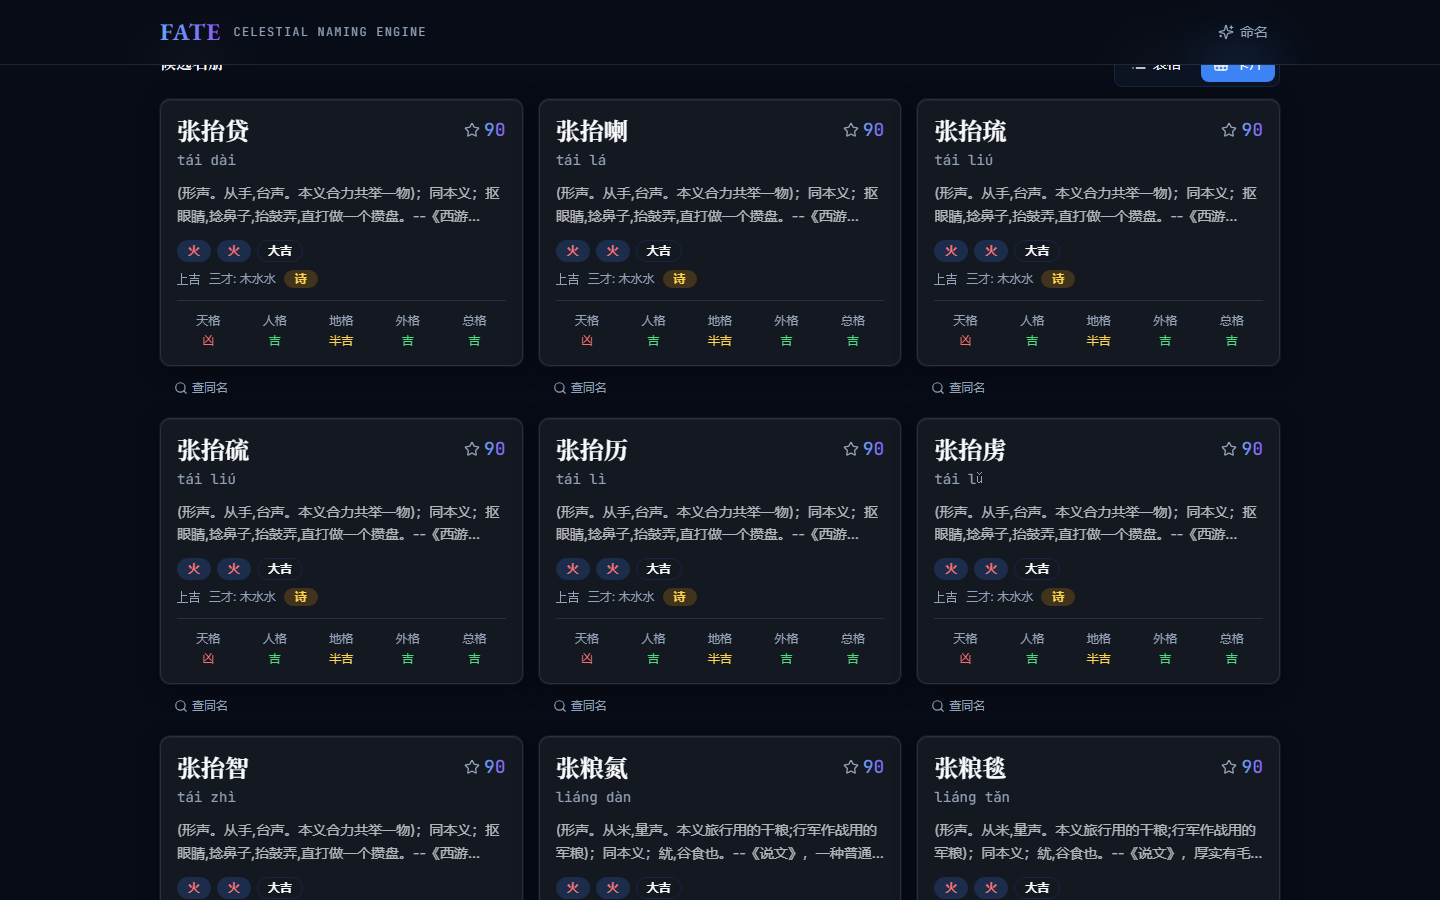 FATE CELESTIAL NAMING ENGINE 命名
候选名册 表格 卡片
张抬贷 90
tái dài
(形声。从手,台声。本义合力共举一物)；同本义；抠
眼睛,捻鼻子,抬鼓弄,直打做一个攒盘。--《西游...
火 火 大吉
上吉 三才: 木水水 诗
天格 人格 地格 外格 总格
凶 吉 半吉 吉 吉
查同名
张抬喇 90
tái lá
(形声。从手,台声。本义合力共举一物)；同本义；抠
眼睛,捻鼻子,抬鼓弄,直打做一个攒盘。--《西游...
火 火 大吉
上吉 三才: 木水水 诗
天格 人格 地格 外格 总格
凶 吉 半吉 吉 吉
查同名
张抬琉 90
tái liú
(形声。从手,台声。本义合力共举一物)；同本义；抠
眼睛,捻鼻子,抬鼓弄,直打做一个攒盘。--《西游...
火 火 大吉
上吉 三才: 木水水 诗
天格 人格 地格 外格 总格
凶 吉 半吉 吉 吉
查同名
张抬硫 90
tái liú
(形声。从手,台声。本义合力共举一物)；同本义；抠
眼睛,捻鼻子,抬鼓弄,直打做一个攒盘。--《西游...
火 火 大吉
上吉 三才: 木水水 诗
天格 人格 地格 外格 总格
凶 吉 半吉 吉 吉
查同名
张抬历 90
tái lì
(形声。从手,台声。本义合力共举一物)；同本义；抠
眼睛,捻鼻子,抬鼓弄,直打做一个攒盘。--《西游...
火 火 大吉
上吉 三才: 木水水 诗
天格 人格 地格 外格 总格
凶 吉 半吉 吉 吉
查同名
张抬虏 90
tái lǔ
(形声。从手,台声。本义合力共举一物)；同本义；抠
眼睛,捻鼻子,抬鼓弄,直打做一个攒盘。--《西游...
火 火 大吉
上吉 三才: 木水水 诗
天格 人格 地格 外格 总格
凶 吉 半吉 吉 吉
查同名
张抬智 90
tái zhì
(形声。从手,台声。本义合力共举一物)；同本义；抠
眼睛,捻鼻子,抬鼓弄,直打做一个攒盘。--《西游...
火 火 大吉
张粮氮 90
liáng dàn
(形声。从米,量声。本义旅行用的干粮;行军作战用的
军粮)；同本义；糧,谷食也。--《说文》，一种普通...
火 火 大吉
张粮毯 90
liáng tǎn
(形声。从米,量声。本义旅行用的干粮;行军作战用的
军粮)；同本义；糧,谷食也。--《说文》，厚实有毛...
火 火 大吉